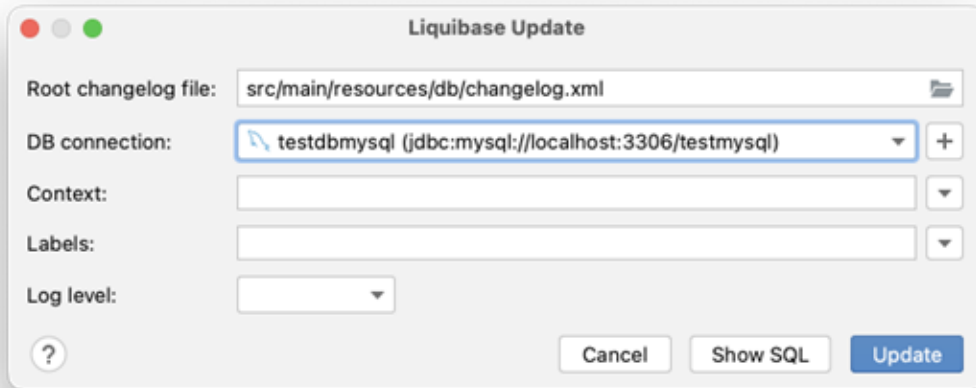 Liquibase Update
Root changelog file: src/main/resources/db/changelog.xml
DB connection: testdbmysql (jdbc:mysql://localhost:3306/testmysql)
Context:
Labels:
Log level:
? Cancel Show SQL Update